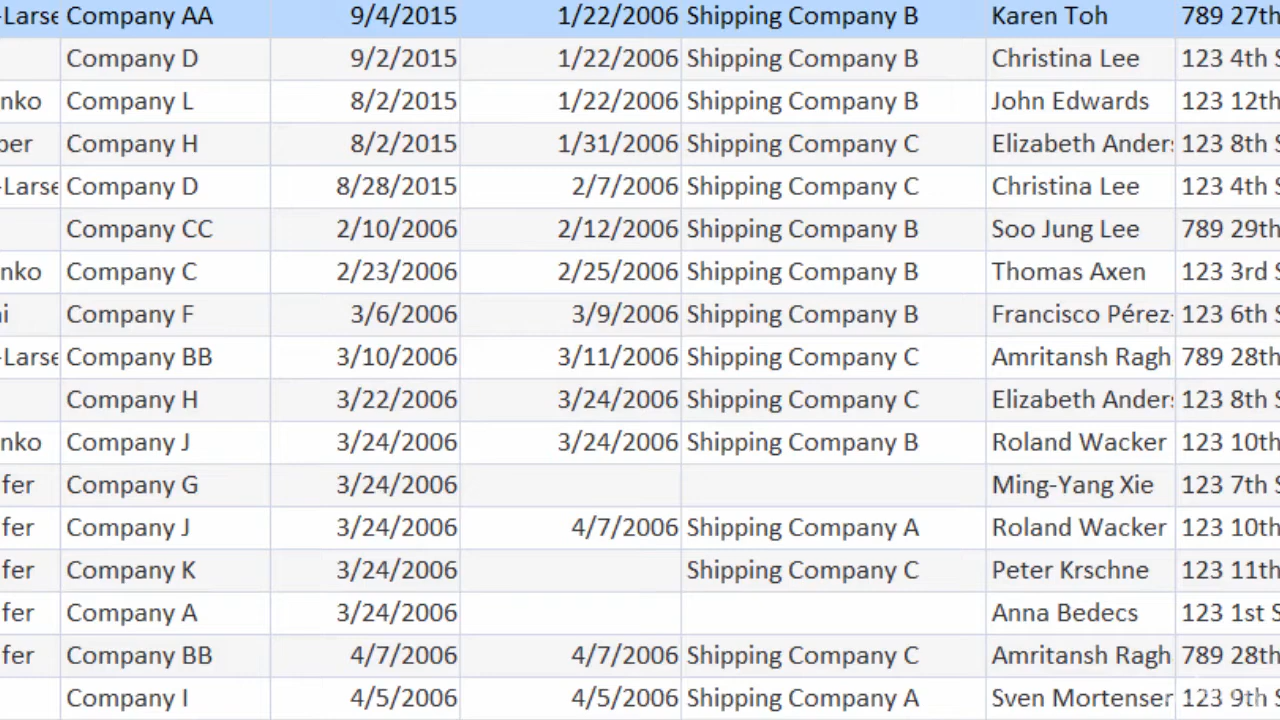 -Larse Company AA 9/4/2015 1/22/2006 Shipping Company B Karen Toh 789 27th
Company D 9/2/2015 1/22/2006 Shipping Company B Christina Lee 123 4th S
nko Company L 8/2/2015 1/22/2006 Shipping Company B John Edwards 123 12th
per Company H 8/2/2015 1/31/2006 Shipping Company C Elizabeth Anders 123 8th S
-Larse Company D 8/28/2015 2/7/2006 Shipping Company C Christina Lee 123 4th S
Company CC 2/10/2006 2/12/2006 Shipping Company B Soo Jung Lee 789 29th
nko Company C 2/23/2006 2/25/2006 Shipping Company B Thomas Axen 123 3rd S
ni Company F 3/6/2006 3/9/2006 Shipping Company B Francisco Pérez- 123 6th S
-Larse Company BB 3/10/2006 3/11/2006 Shipping Company C Amritansh Ragh 789 28th
Company H 3/22/2006 3/24/2006 Shipping Company C Elizabeth Anders 123 8th S
nko Company J 3/24/2006 3/24/2006 Shipping Company B Roland Wacker 123 10th
fer Company G 3/24/2006 Ming-Yang Xie 123 7th S
fer Company J 3/24/2006 4/7/2006 Shipping Company A Roland Wacker 123 10th
fer Company K 3/24/2006 Shipping Company C Peter Krschne 123 11th
fer Company A 3/24/2006 Anna Bedecs 123 1st S
fer Company BB 4/7/2006 4/7/2006 Shipping Company C Amritansh Ragh 789 28th
Company I 4/5/2006 4/5/2006 Shipping Company A Sven Mortensen 123 9th S